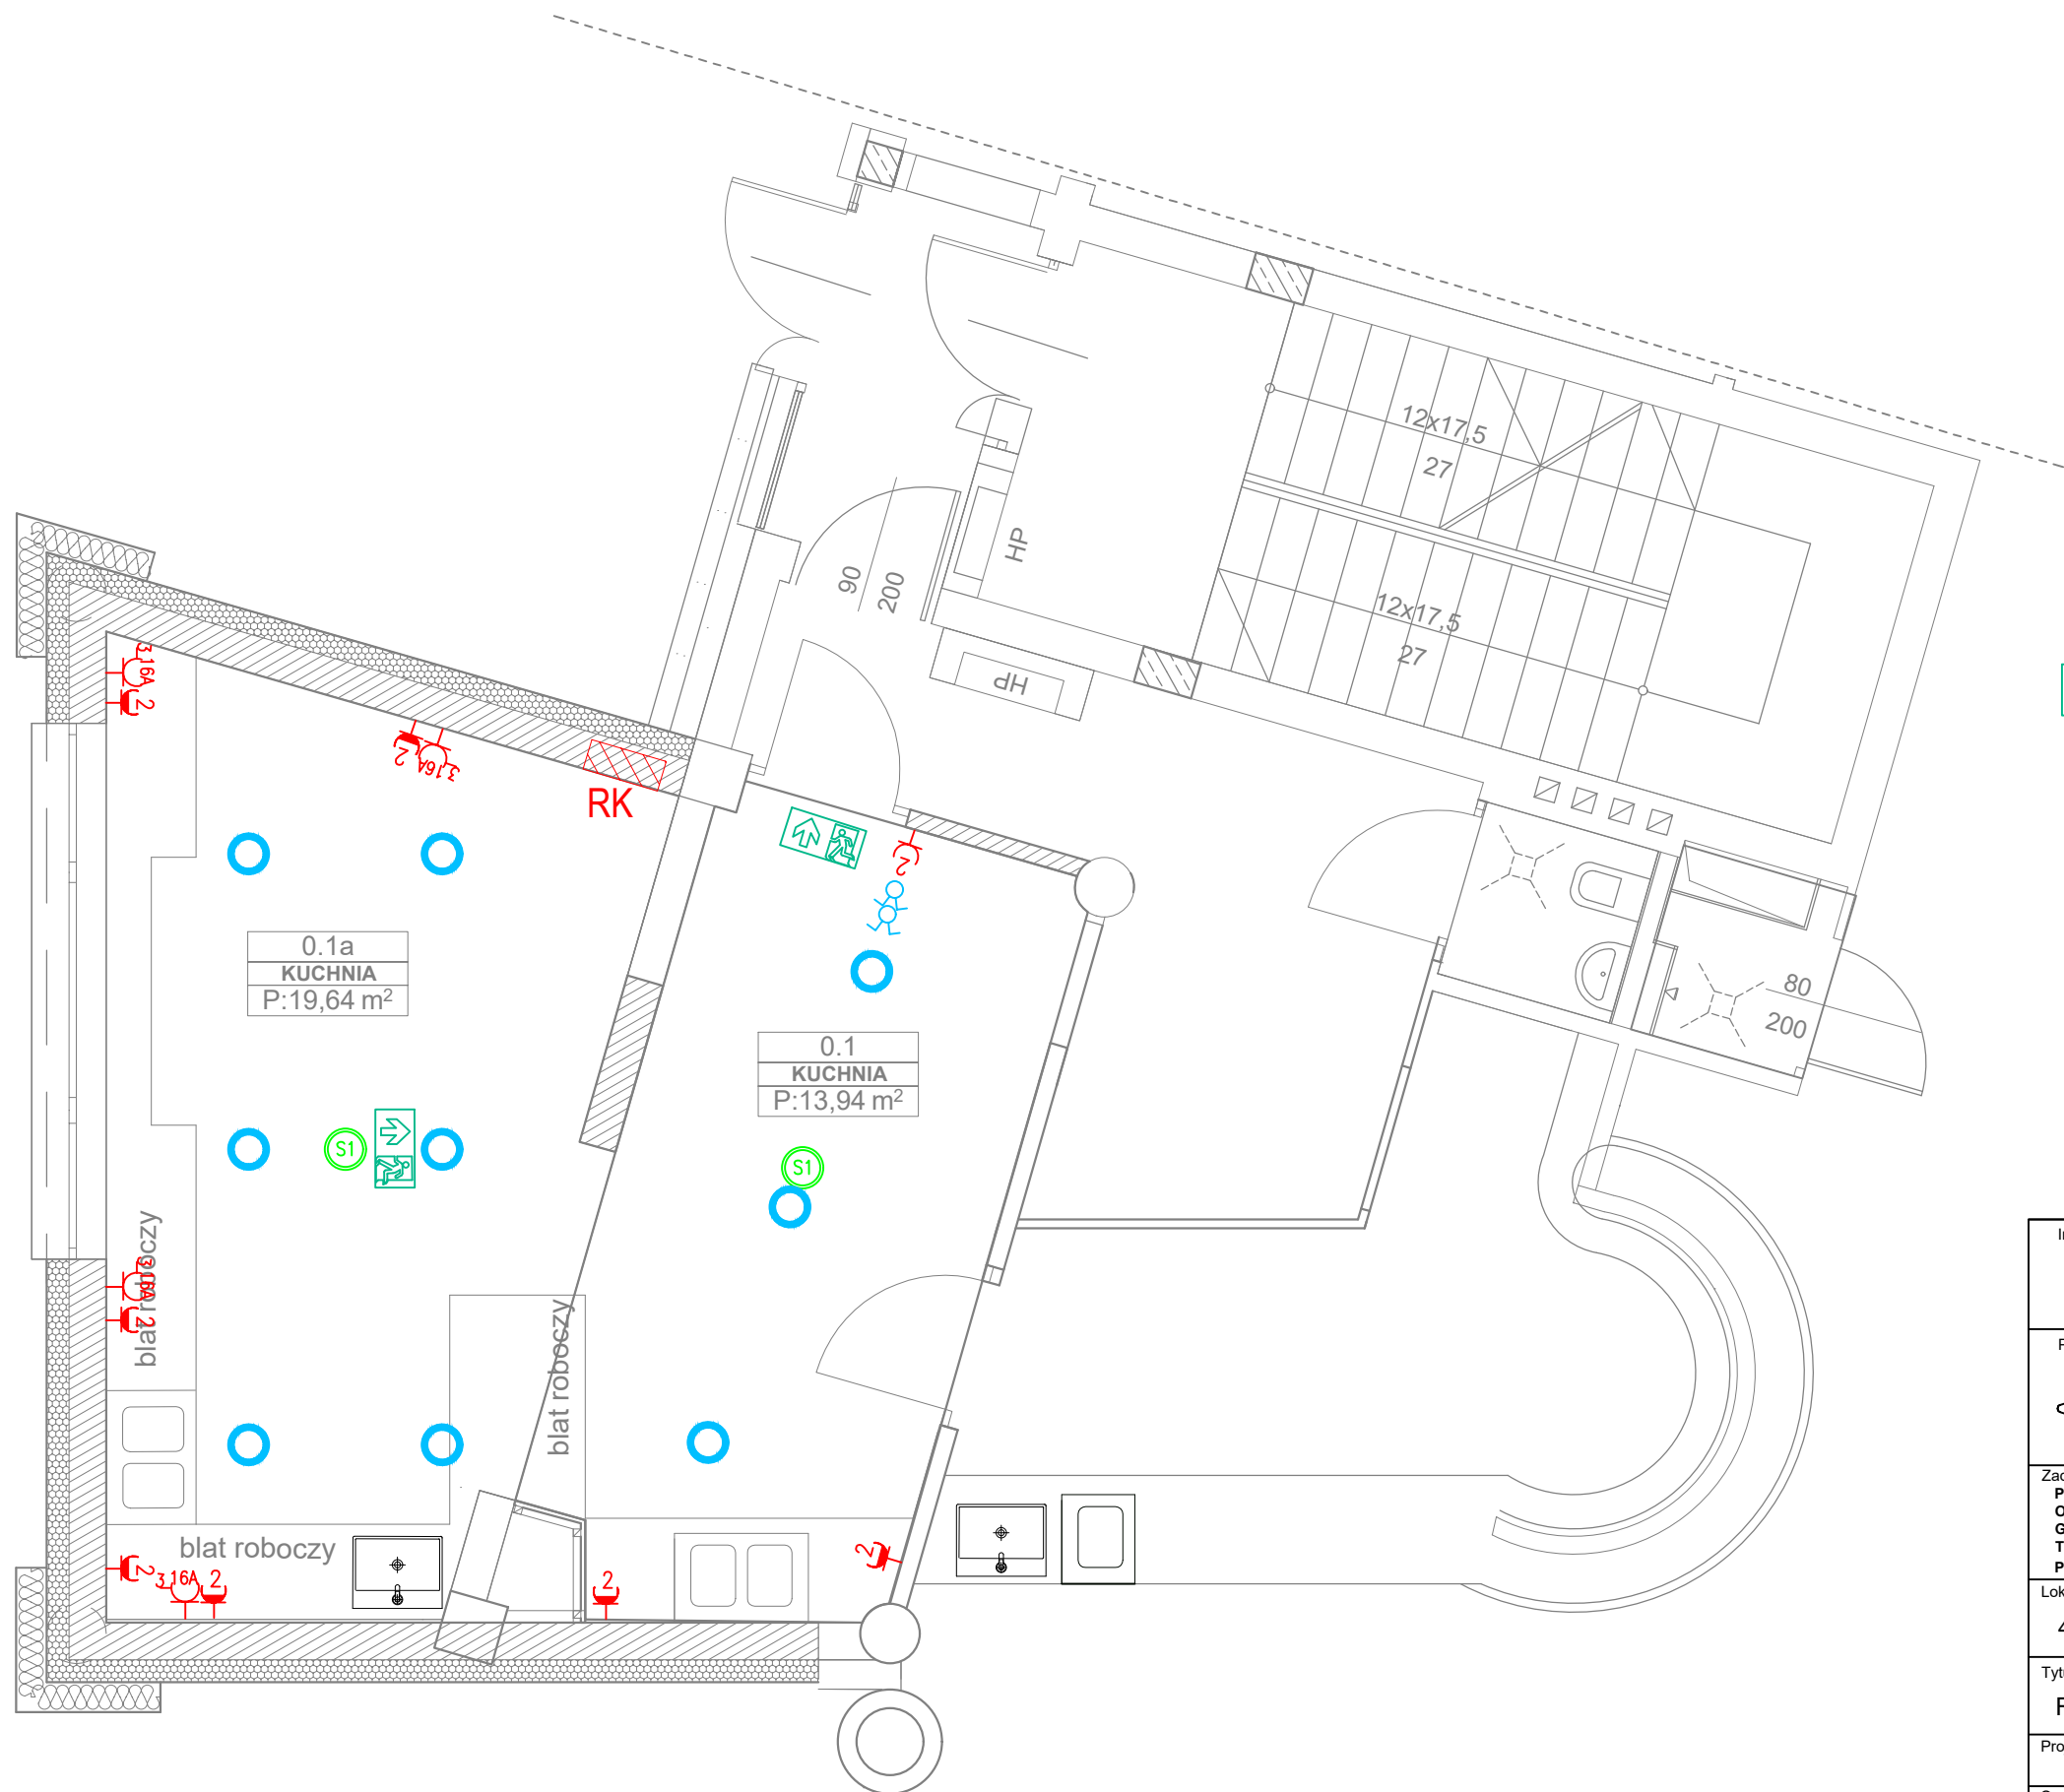 12x17,5
27
HP
90
200
12x17,5
27
HP
3.16A
2
2
3.16A
RK
2
0.1a
KUCHNIA
P:19,64 m²
80
200
0.1
KUCHNIA
P:13,94 m²
S1
S1
blat roboczy
3.16A
2
blat roboczy
blat roboczy
2
3.16A
2
2
2